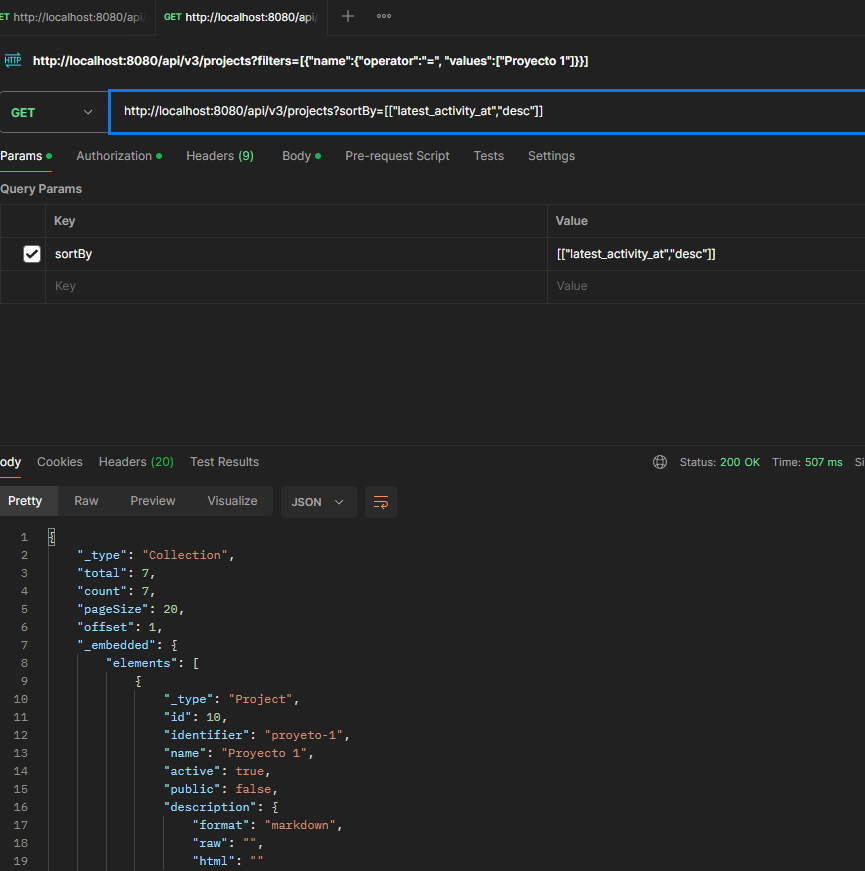 ET http://localhost:8080/api/
GET http://localhost:8080/api/ +
HTTP http://localhost:8080/api/v3/projects?filters=[{"name":{"operator":"=", "values":["Proyecto 1"]}}]
GET http://localhost:8080/api/v3/projects?sortBy=[["latest_activity_at","desc"]]
Params Authorization Headers (9) Body Pre-request Script Tests Settings
Query Params
Key Value
sortBy [["latest_activity_at","desc"]]
Key Value
ody Cookies Headers (20) Test Results Status: 200 OK Time: 507 ms Si
Pretty Raw Preview Visualize JSON
1 {
2 "_type": "Collection",
3 "total": 7,
4 "count": 7,
5 "pageSize": 20,
6 "offset": 1,
7 "_embedded": {
8 "elements": [
9 {
10 "_type": "Project",
11 "id": 10,
12 "identifier": "proyeto-1",
13 "name": "Proyecto 1",
14 "active": true,
15 "public": false,
16 "description": {
17 "format": "markdown",
18 "raw": "",
19 "html": ""